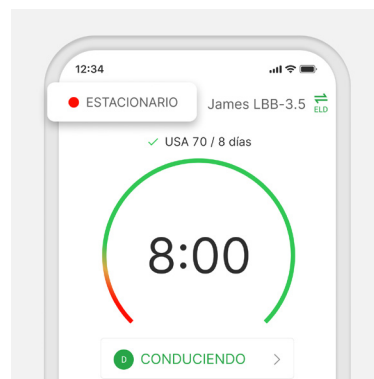 12:34
ESTACIONARIO
James LBB-3.5
ELD
USA 70 / 8 días
8:00
D CONDUCIENDO